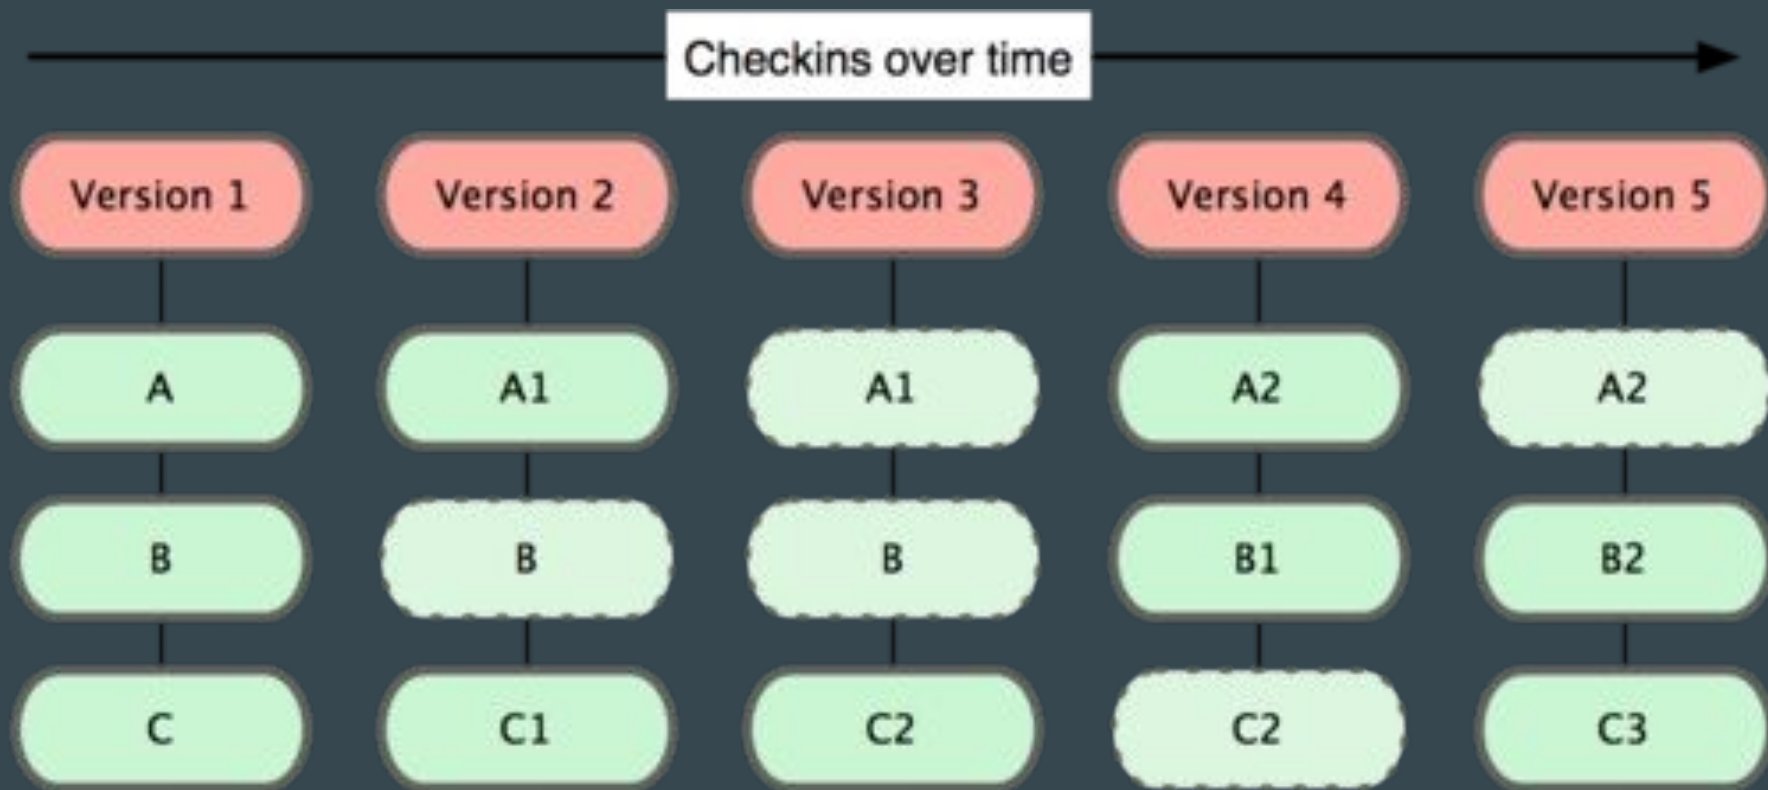 Checkins over time
Version 1 Version 2 Version 3 Version 4 Version 5
A A1 A1 A2 A2
B B B B1 B2
C C1 C2 C2 C3